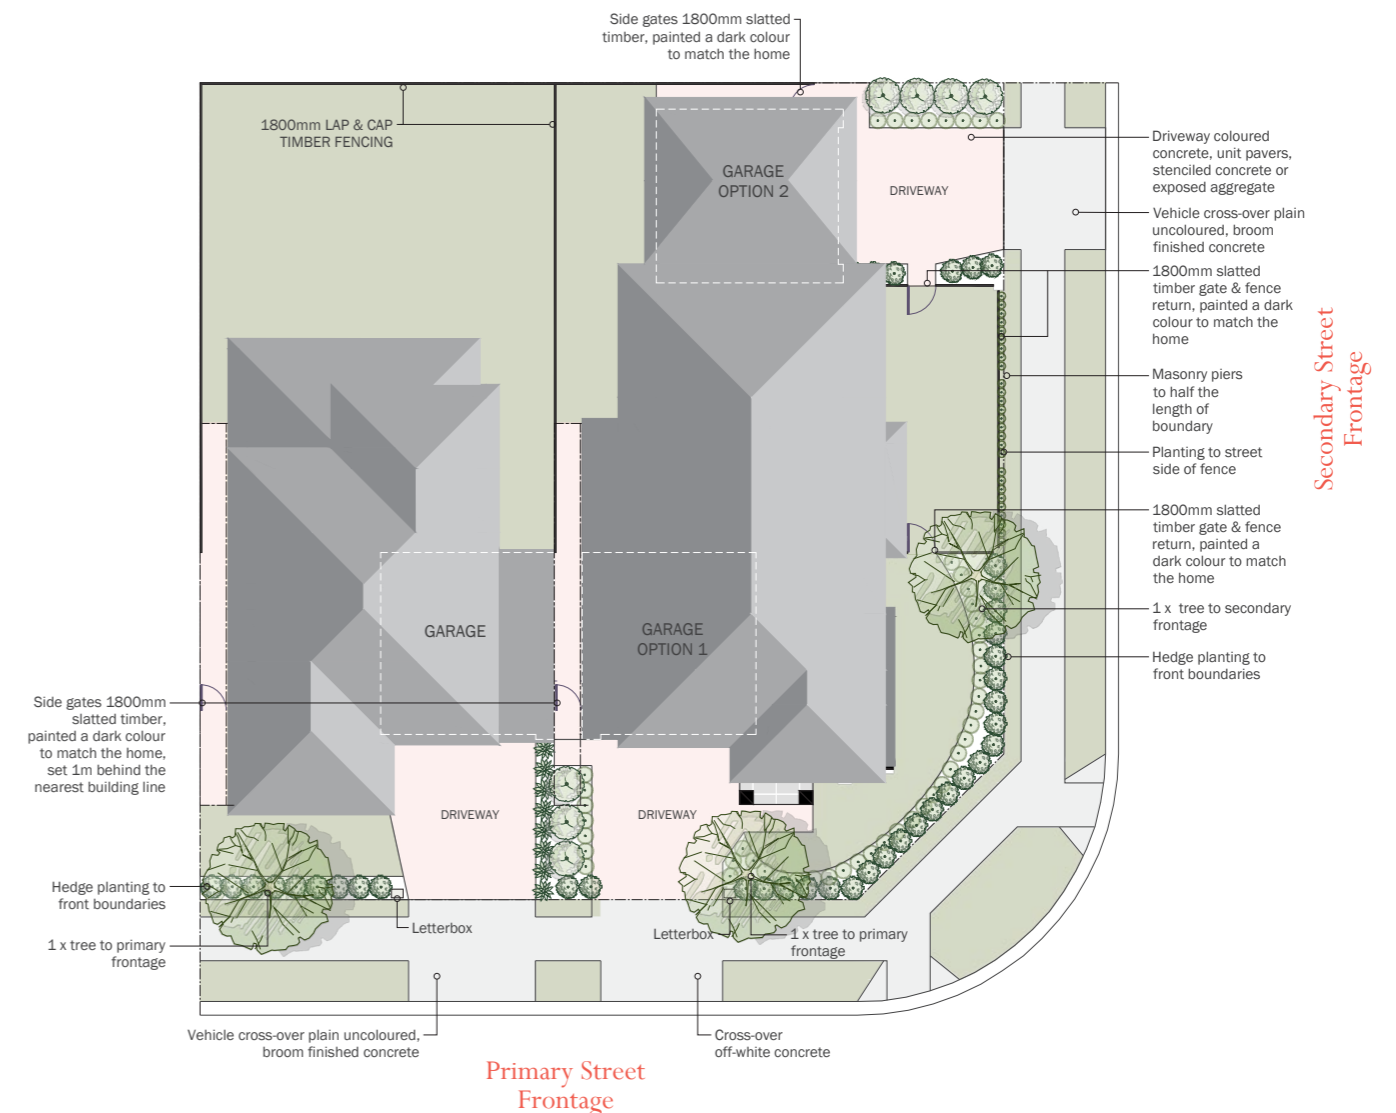 Side gates 1800mm slatted
timber, painted a dark colour
to match the home
1800mm LAP & CAP
TIMBER FENCING
GARAGE
OPTION 2
DRIVEWAY
Driveway coloured
concrete, unit pavers,
stenciled concrete or
exposed aggregate
Vehicle cross-over plain
uncoloured, broom
finished concrete
1800mm slatted
timber gate & fence
return, painted a dark
colour to match the
home
Masonry piers
to half the
length of
boundary
Planting to street
side of fence
1800mm slatted
timber gate & fence
return, painted a
dark colour to match
the home
1 x tree to secondary
frontage
Hedge planting to
front boundaries
Secondary Street
Frontage
GARAGE
GARAGE
OPTION 1
Side gates 1800mm
slatted timber,
painted a dark colour
to match the home,
set 1m behind the
nearest building line
DRIVEWAY
DRIVEWAY
Hedge planting to
front boundaries
1 x tree to primary
frontage
Letterbox
Letterbox
1 x tree to primary
frontage
Vehicle cross-over plain uncoloured,
broom finished concrete
Cross-over
off-white concrete
Primary Street
Frontage